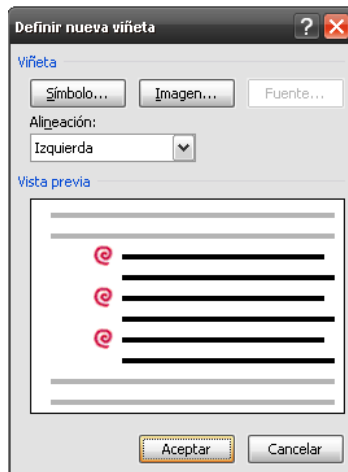 Definir nueva viñeta
Viñeta
Símbolo... Imagen... Fuente...
Alineación:
Izquierda
Vista previa
Aceptar Cancelar